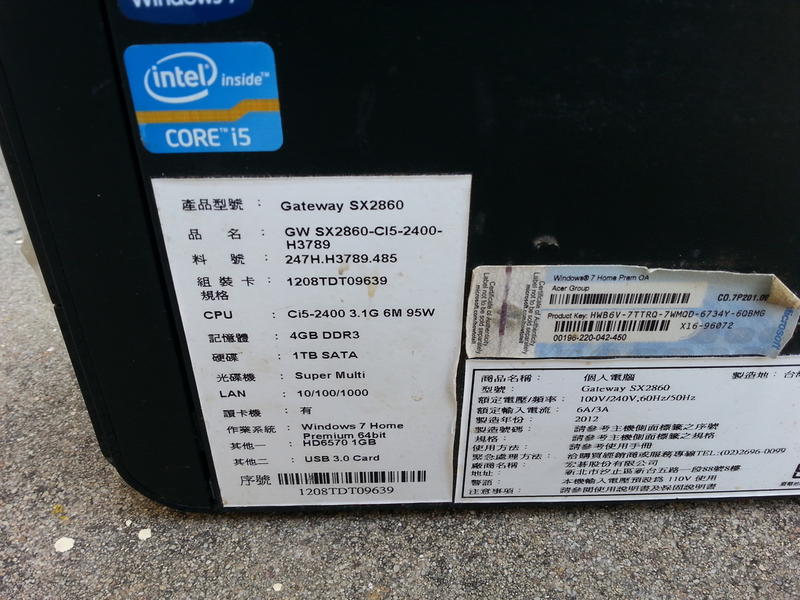 Windows 7
intel inside™
CORE™ i5
產品型號 : Gateway SX2860
品 名 : GW SX2860-CI5-2400-
H3789
料 號 : 247H.H3789.485
組裝卡 : 1208TDT09639
規格
CPU : Ci5-2400 3.1G 6M 95W
記憶體 : 4GB DDR3
硬碟 : 1TB SATA
光碟機 : Super Multi
LAN : 10/100/1000
讀卡機 : 有
作業系統 : Windows 7 Home
Premium 64bit
其他一 : HD6570 1GB
其他二 : USB 3.0 Card
序號
1208TDT09639
Label not to be sold separately
Certificate of Authenticity
Windows® 7 Home Prem OA
Acer Group
Product Key: HWB6V-7TTRQ-7WMQD-6734Y-6QBMG
00196-220-042-450 X16-96072
Microsoft
商品名稱: 個人電腦 製造地:
型號: Gateway SX2860
額定電壓/頻率: 100V/240V,60Hz/50Hz
額定輸入電流: 6A/3A
製造年份: 2012
製造號碼: 請參考主機側面標籤之序號
規格: 請參考主機側面標籤之規格
使用方法: 請參考使用手冊
緊急處理方法: 洽購買經銷商或服務專線TEL:(02)2696-0099
廠商名稱: 宏碁股份有限公司
地址: 新北市汐止區新台五路一段88號8樓
警語: 本機輸入電壓預設為 110V 使用
注意事項: 請參閱使用說明書及保固說明書